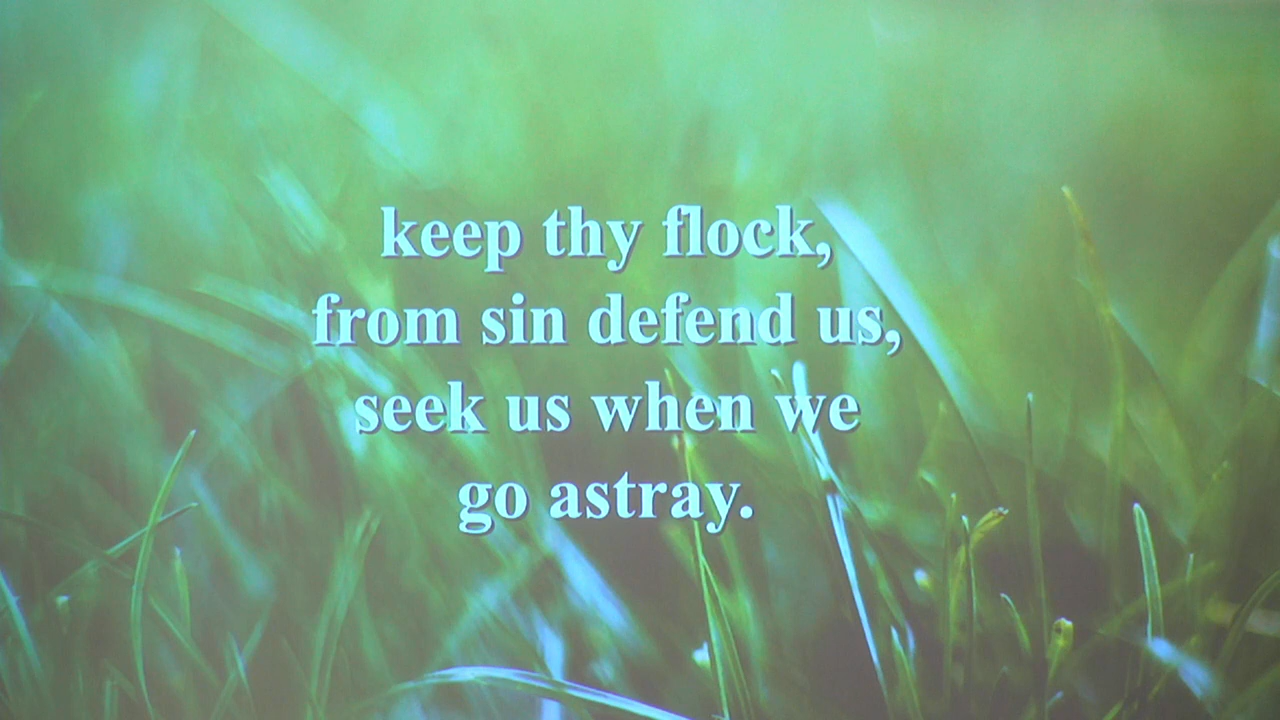 keep thy flock,
from sin defend us,
seek us when we
go astray.